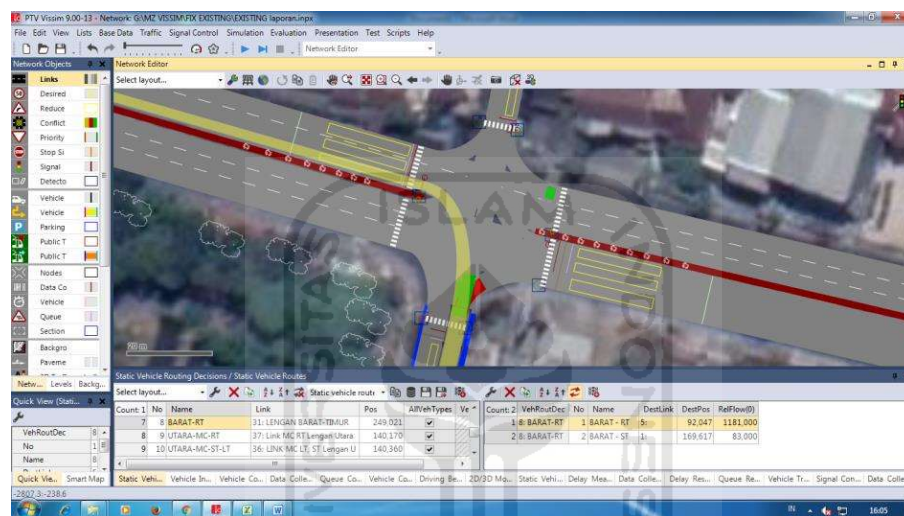 PTV Vissim 9.00-13 - Network: G:\MZ VISSIM\FIX EXISTING\EXISTING laporan.inpx
File Edit View Lists Base Data Traffic Signal Control Simulation Evaluation Presentation Test Scripts Help
Network Editor
Network Objects
Network Editor
Select layout...
Links
Desired
Reduce
Conflict
Priority
Stop Si
Signal
Detecto
Vehicle
Vehicle
Parking
Public T
Public T
Nodes
Data Co
Vehicle
Queue
Section
Backgro
Paveme
Netw... Levels Backg...
ISLAM
UNIVERSITAS
INDONESIA
20 m
Quick View (Stati...
VehRoutDec 8
No 1
Name
Quick Vie... Smart Map
Static Vehicle Routing Decisions / Static Vehicle Routes
Select layout... Static vehicle route
Count: 1 No Name Link Pos AllVehTypes Ve
7 8 BARAT-RT 31: LENGAN BARAT-TIMUR 249,021
8 9 UTARA-MC-RT 37: Link MC RT Lengan Utara 140,170
9 10 UTARA-MC-ST-LT 36: LINK MC LT, ST Lengan U 140,360
Count: 2 VehRoutDec No Name DestLink DestPos RelFlow(0)
1 8: BARAT-RT 1 BARAT - RT 5: 92,047 1181,000
2 8: BARAT-RT 2 BARAT - ST 1: 169,617 83,000
Static Vehi... Vehicle In... Vehicle Co... Data Colle... Queue Co... Vehicle Co... Driving Be... 2D/3D Mo... Static Vehi... Delay Mea... Data Colle... Delay Res... Queue Re... Vehicle Tr... Signal Con... Data Colle
-2807.3:-238.6
IN
16:05